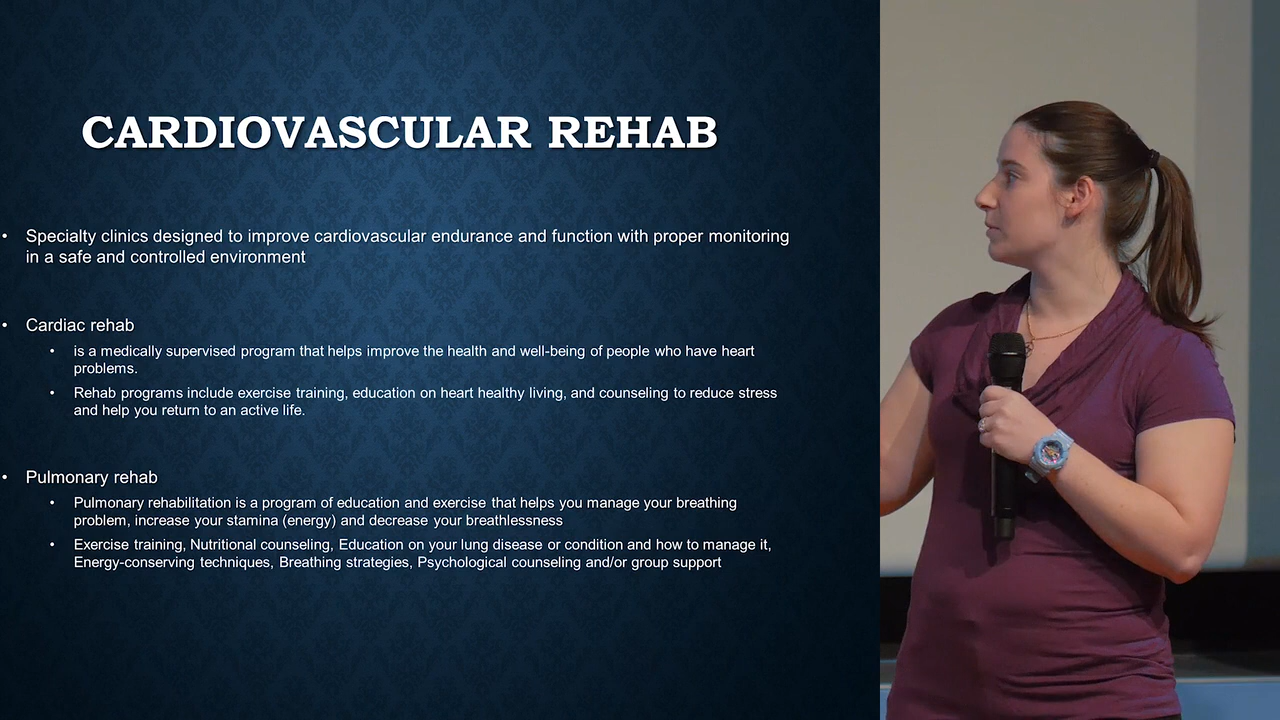 CARDIOVASCULAR REHAB
• Specialty clinics designed to improve cardiovascular endurance and function with proper monitoring
in a safe and controlled environment
• Cardiac rehab
• is a medically supervised program that helps improve the health and well-being of people who have heart
problems.
• Rehab programs include exercise training, education on heart healthy living, and counseling to reduce stress
and help you return to an active life.
• Pulmonary rehab
• Pulmonary rehabilitation is a program of education and exercise that helps you manage your breathing
problem, increase your stamina (energy) and decrease your breathlessness
• Exercise training, Nutritional counseling, Education on your lung disease or condition and how to manage it,
Energy-conserving techniques, Breathing strategies, Psychological counseling and/or group support